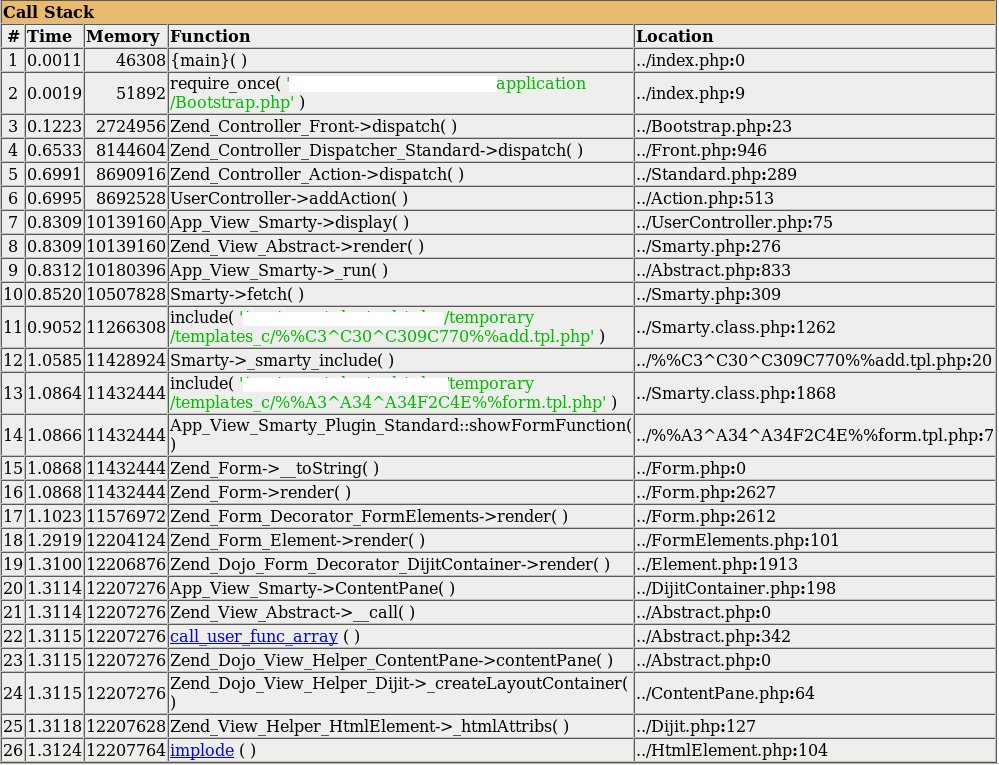 Call Stack
# Time Memory Function Location
1 0.0011 46308 {main}( ) ../index.php:0
2 0.0019 51892 require_once( ' application
/Bootstrap.php' ) ../index.php:9
3 0.1223 2724956 Zend_Controller_Front->dispatch( ) ../Bootstrap.php:23
4 0.6533 8144604 Zend_Controller_Dispatcher_Standard->dispatch( ) ../Front.php:946
5 0.6991 8690916 Zend_Controller_Action->dispatch( ) ../Standard.php:289
6 0.6995 8692528 UserController->addAction( ) ../Action.php:513
7 0.8309 10139160 App_View_Smarty->display( ) ../UserController.php:75
8 0.8309 10139160 Zend_View_Abstract->render( ) ../Smarty.php:276
9 0.8312 10180396 App_View_Smarty->_run( ) ../Abstract.php:833
10 0.8520 10507828 Smarty->fetch( ) ../Smarty.php:309
11 0.9052 11266308 include( ' /temporary
/templates_c/%%C3^C30^C309C770%%add.tpl.php' ) ../Smarty.class.php:1262
12 1.0585 11428924 Smarty->_smarty_include( ) ../%%C3^C30^C309C770%%add.tpl.php:20
13 1.0864 11432444 include( ' /temporary
/templates_c/%%A3^A34^A34F2C4E%%form.tpl.php' ) ../Smarty.class.php:1868
14 1.0866 11432444 App_View_Smarty_Plugin_Standard::showFormFunction(
) ../%%A3^A34^A34F2C4E%%form.tpl.php:7
15 1.0868 11432444 Zend_Form->__toString( ) ../Form.php:0
16 1.0868 11432444 Zend_Form->render( ) ../Form.php:2627
17 1.1023 11576972 Zend_Form_Decorator_FormElements->render( ) ../Form.php:2612
18 1.2919 12204124 Zend_Form_Element->render( ) ../FormElements.php:101
19 1.3100 12206876 Zend_Dojo_Form_Decorator_DijitContainer->render( ) ../Element.php:1913
20 1.3114 12207276 App_View_Smarty->ContentPane( ) ../DijitContainer.php:198
21 1.3114 12207276 Zend_View_Abstract->__call( ) ../Abstract.php:0
22 1.3115 12207276 call_user_func_array ( ) ../Abstract.php:342
23 1.3115 12207276 Zend_Dojo_View_Helper_ContentPane->contentPane( ) ../Abstract.php:0
24 1.3115 12207276 Zend_Dojo_View_Helper_Dijit->_createLayoutContainer(
) ../ContentPane.php:64
25 1.3118 12207628 Zend_View_Helper_HtmlElement->_htmlAttribs( ) ../Dijit.php:127
26 1.3124 12207764 implode ( ) ../HtmlElement.php:104